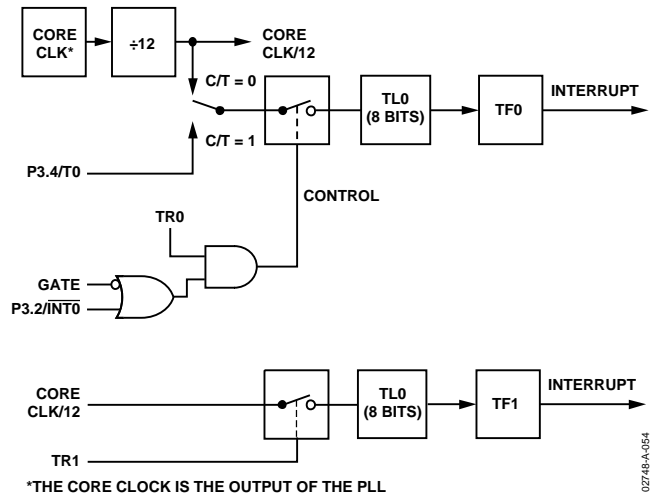 CORE
CLK*
÷12
CORE
CLK/12
C/T = 0
TL0
(8 BITS)
TF0
INTERRUPT
C/T = 1
P3.4/T0
CONTROL
TR0
GATE
P3.2/INT0
CORE
CLK/12
TL0
(8 BITS)
TF1
INTERRUPT
TR1
*THE CORE CLOCK IS THE OUTPUT OF THE PLL
02748-A-054